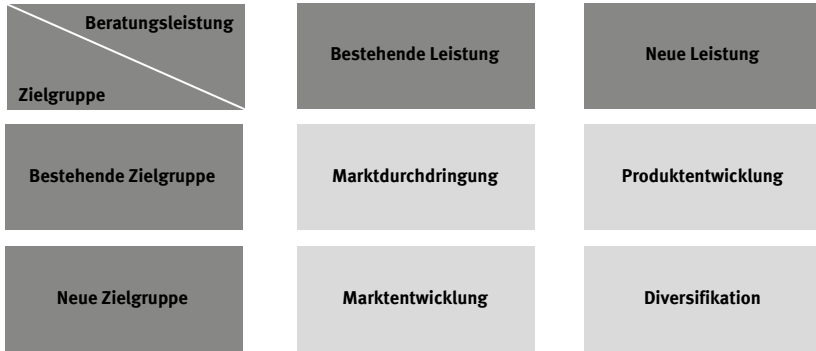 Beratungsleistung
Zielgruppe
Bestehende Leistung
Neue Leistung
Bestehende Zielgruppe
Marktdurchdringung
Produktentwicklung
Neue Zielgruppe
Marktentwicklung
Diversifikation